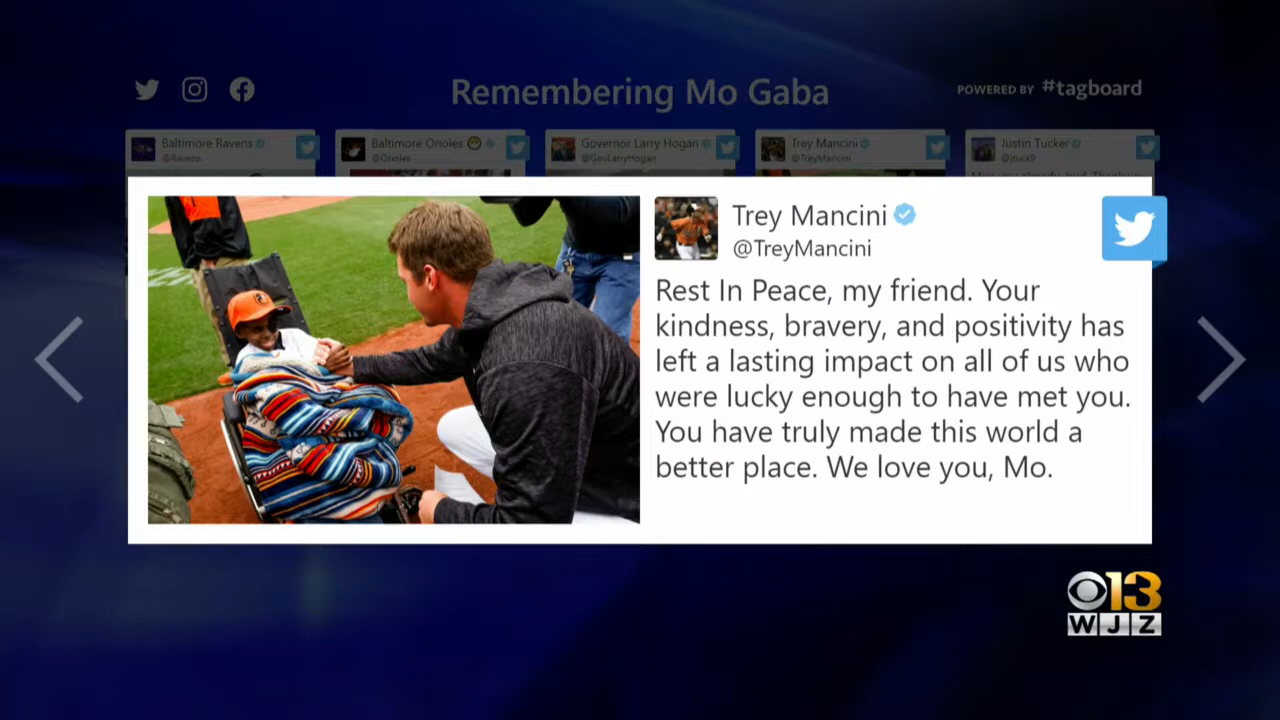 Remembering Mo Gaba
POWERED BY #tagboard
Baltimore Ravens
@Ravens
Baltimore Orioles
@Orioles
Governor Larry Hogan
@GovLarryHogan
Trey Mancini
@TreyMancini
Justin Tucker
@jtuck9
Trey Mancini
@TreyMancini
Rest In Peace, my friend. Your
kindness, bravery, and positivity has
left a lasting impact on all of us who
were lucky enough to have met you.
You have truly made this world a
better place. We love you, Mo.
13
WJZ